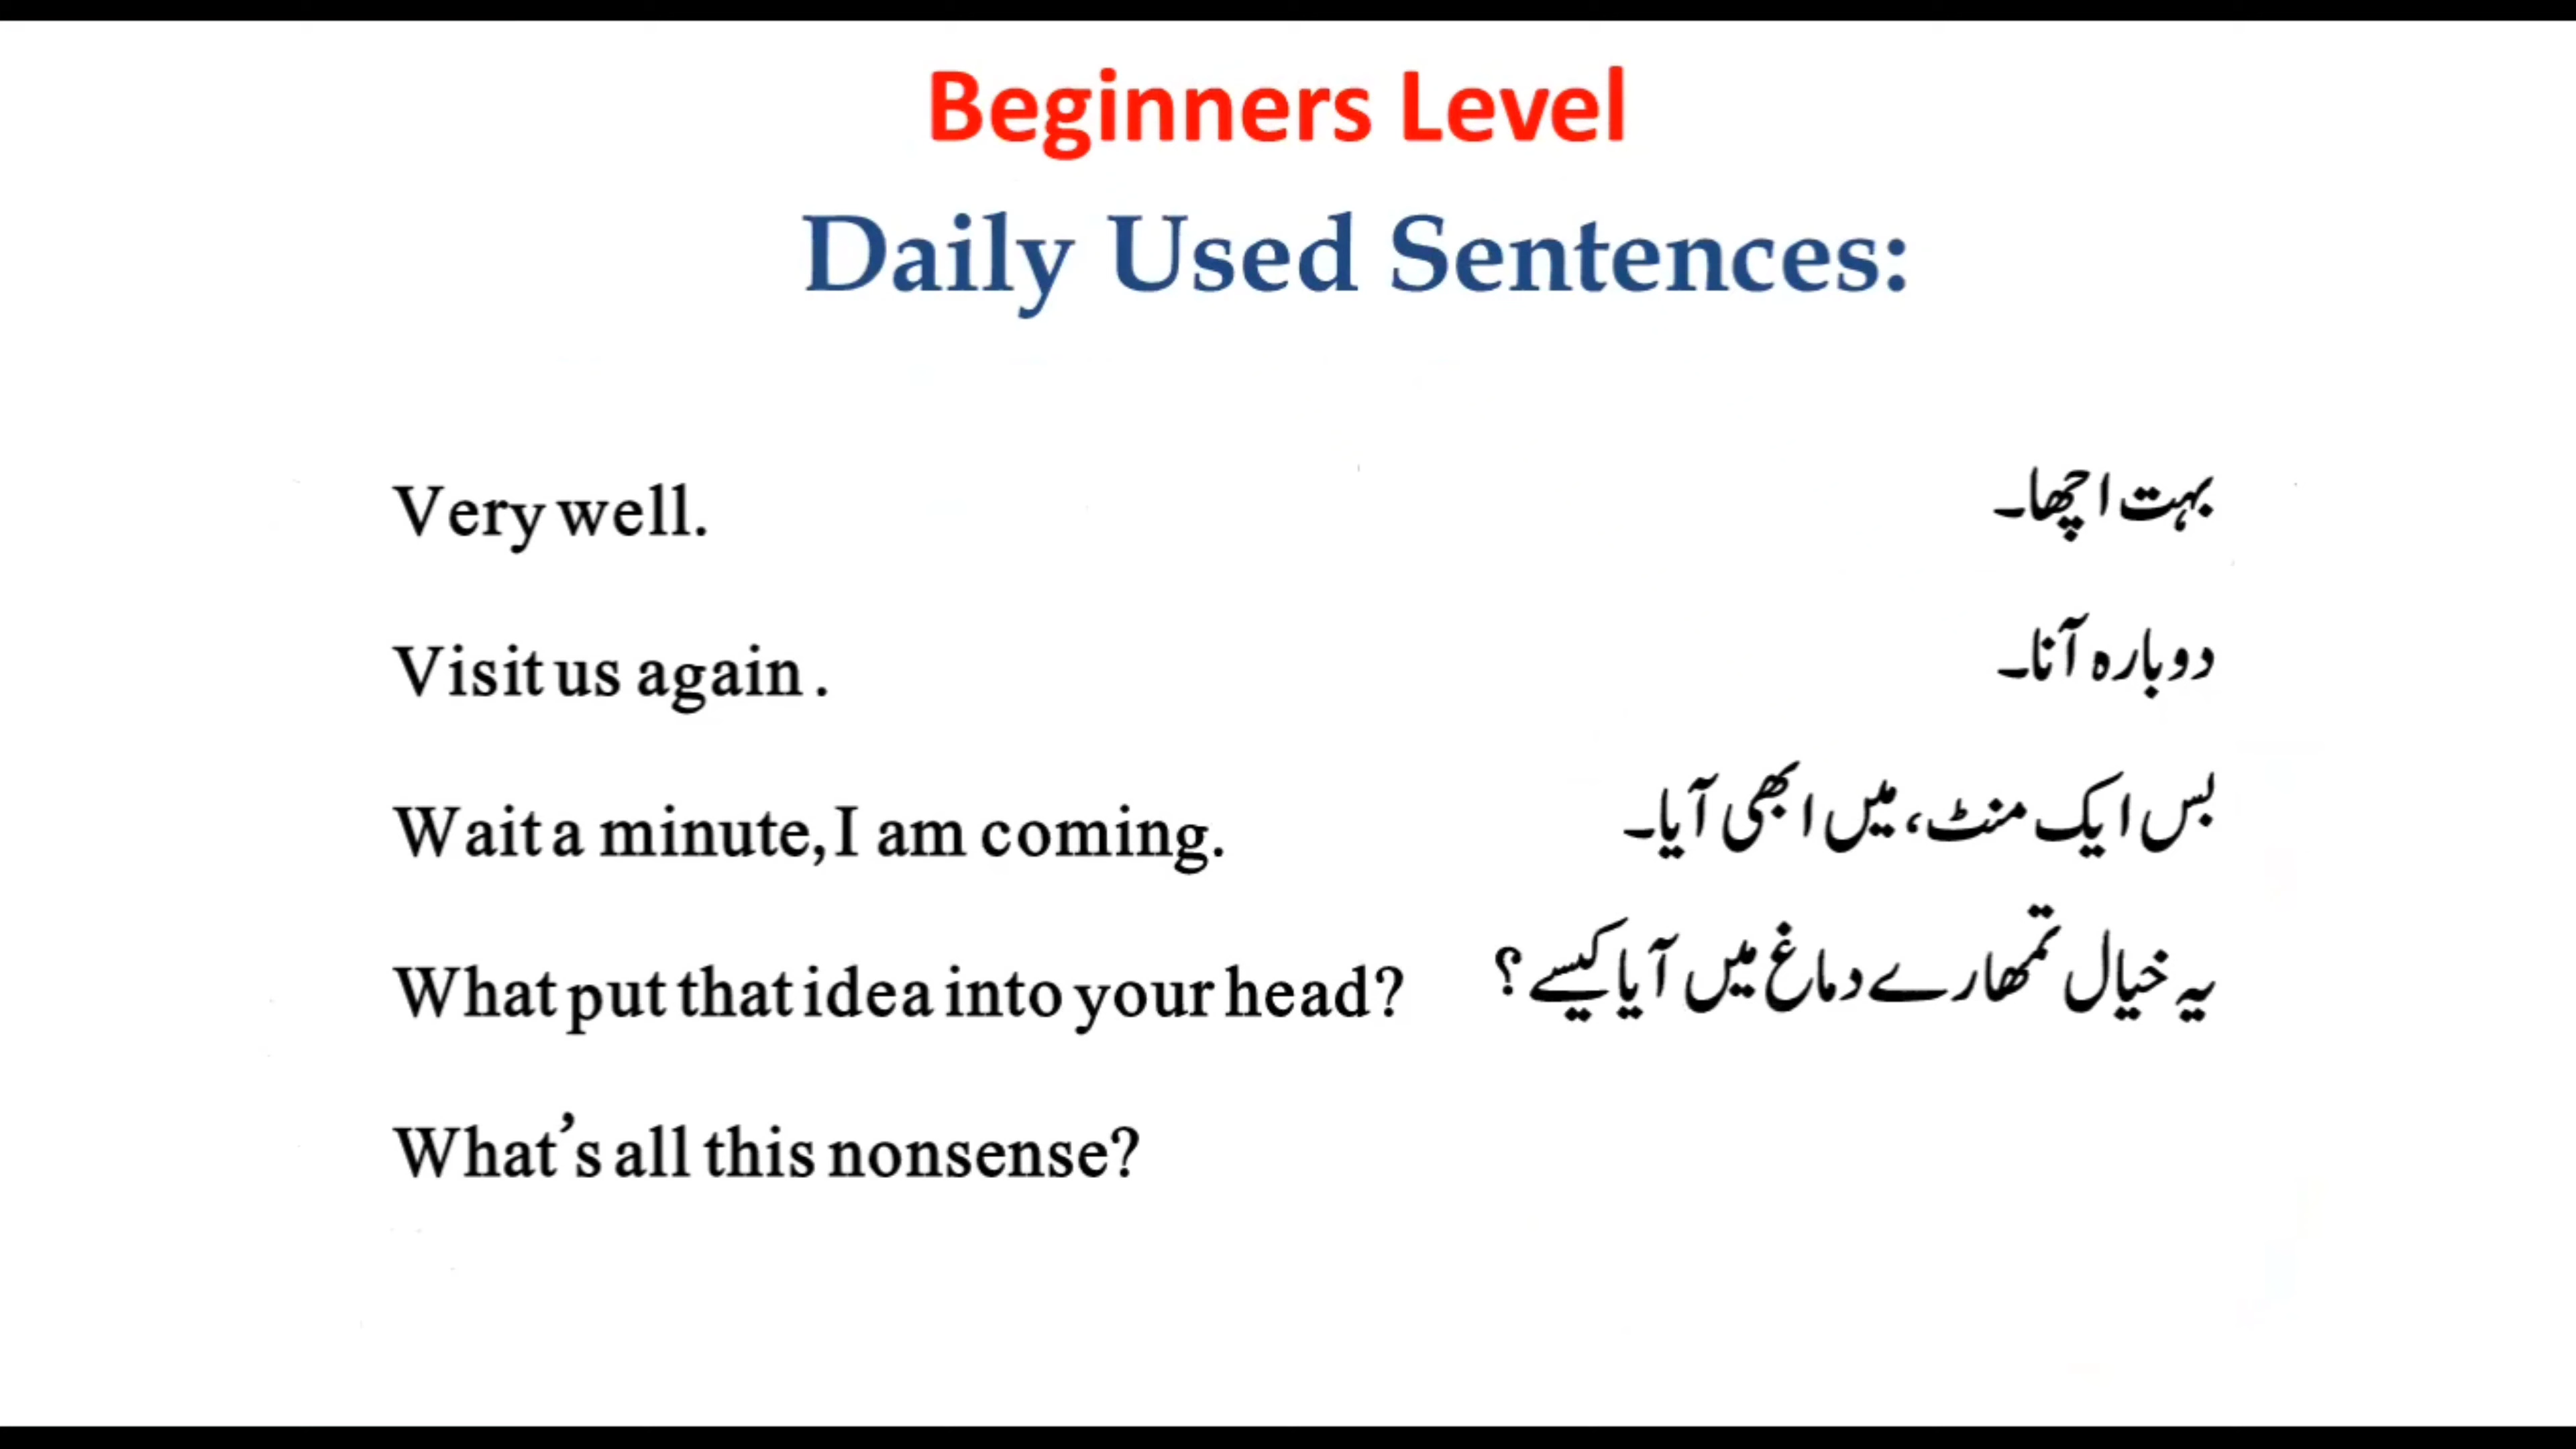 Beginners Level
Daily Used Sentences:
Very well. بہت اچھا۔
Visit us again . دوبارہ آنا۔
Wait a minute, I am coming. بس ایک منٹ، میں ابھی آیا۔
What put that idea into your head? یہ خیال تمھارے دماغ میں آیا کیسے؟
What’s all this nonsense?